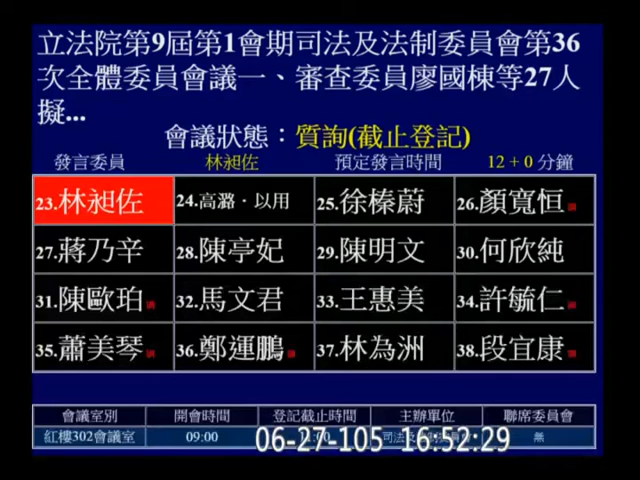 立法院第9屆第1會期司法及法制委員會第36
次全體委員會議一、審查委員廖國棟等27人
擬...
會議狀態：質詢(截止登記)
發言委員 林昶佐 預定發言時間 12 + 0 分鐘
23.林昶佐 24.高潞．以用 25.徐榛蔚 26.顏寬恒
27.蔣乃辛 28.陳亭妃 29.陳明文 30.何欣純
31.陳歐珀 32.馬文君 33.王惠美 34.許毓仁
35.蕭美琴 36.鄭運鵬 37.林為洲 38.段宜康
會議室別 開會時間 登記截止時間 主辦單位 聯席委員會
紅樓302會議室 09:00 無
06-27-105 16:52:29